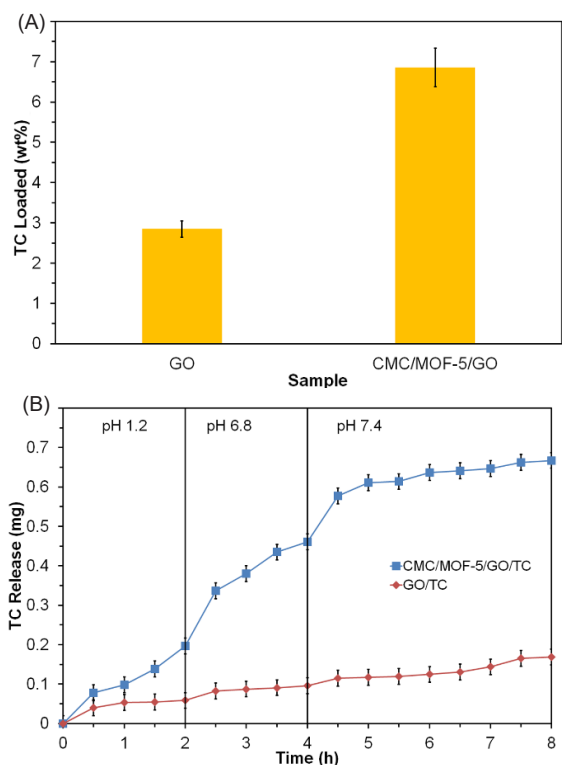 (A)
TC Loaded (wt%)
7
6
5
4
3
2
1
0
GO
CMC/MOF-5/GO
Sample
(B)
TC Release (mg)
0.7
0.6
0.5
0.4
0.3
0.2
0.1
0
pH 1.2
pH 6.8
pH 7.4
CMC/MOF-5/GO/TC
GO/TC
0
1
2
3
4
5
6
7
8
Time (h)